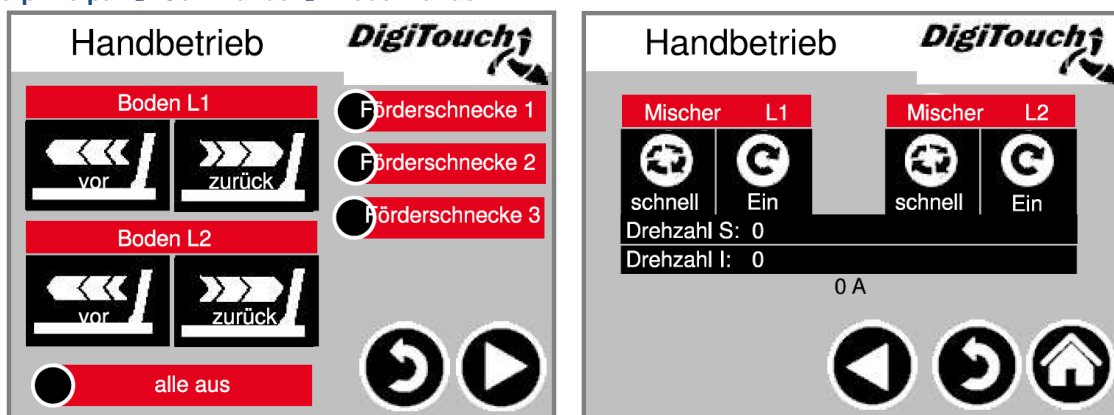 Handbetrieb
DigiTouch
Boden L1
vor
zurück
Förderschnecke 1
Förderschnecke 2
Förderschnecke 3
Boden L2
vor
zurück
alle aus
Handbetrieb
DigiTouch
Mischer L1
Mischer L2
schnell
Ein
schnell
Ein
Drehzahl S: 0
Drehzahl I: 0
0 A